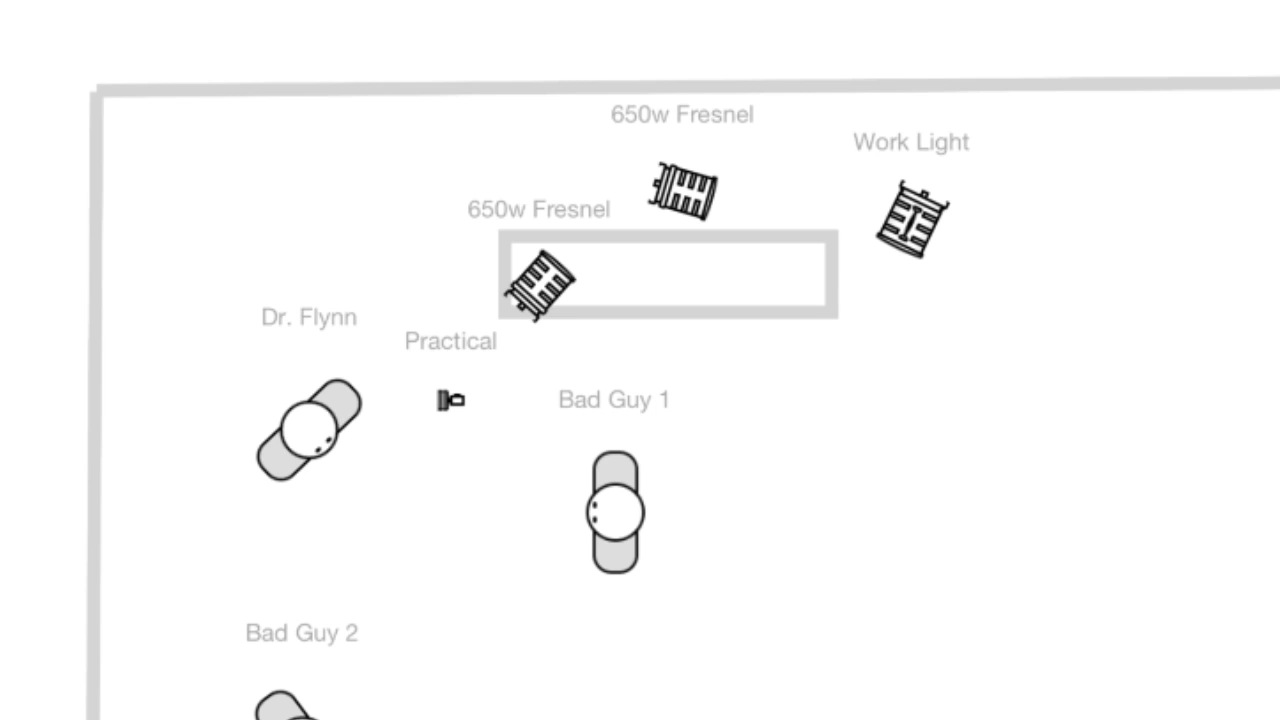 650w Fresnel
Work Light
650w Fresnel
Dr. Flynn
Practical
Bad Guy 1
Bad Guy 2